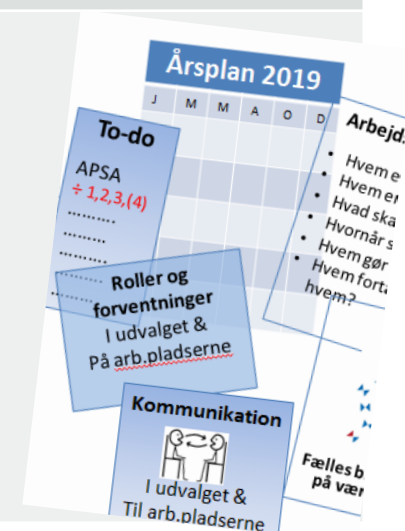 Årsplan 2019
J M M A O D
To-do
APSA
÷ 1,2,3,(4)
..........
........
..........
..........
.........
Roller og
forventninger
I udvalget &
På arb.pladserne
Kommunikation
I udvalget &
Til arb.pladserne
Arbejd
Hvem e
Hvem er
Hvad ska
Hvornår s
Hvem gør
Hvem forta
hvem?
Fælles b
på vær